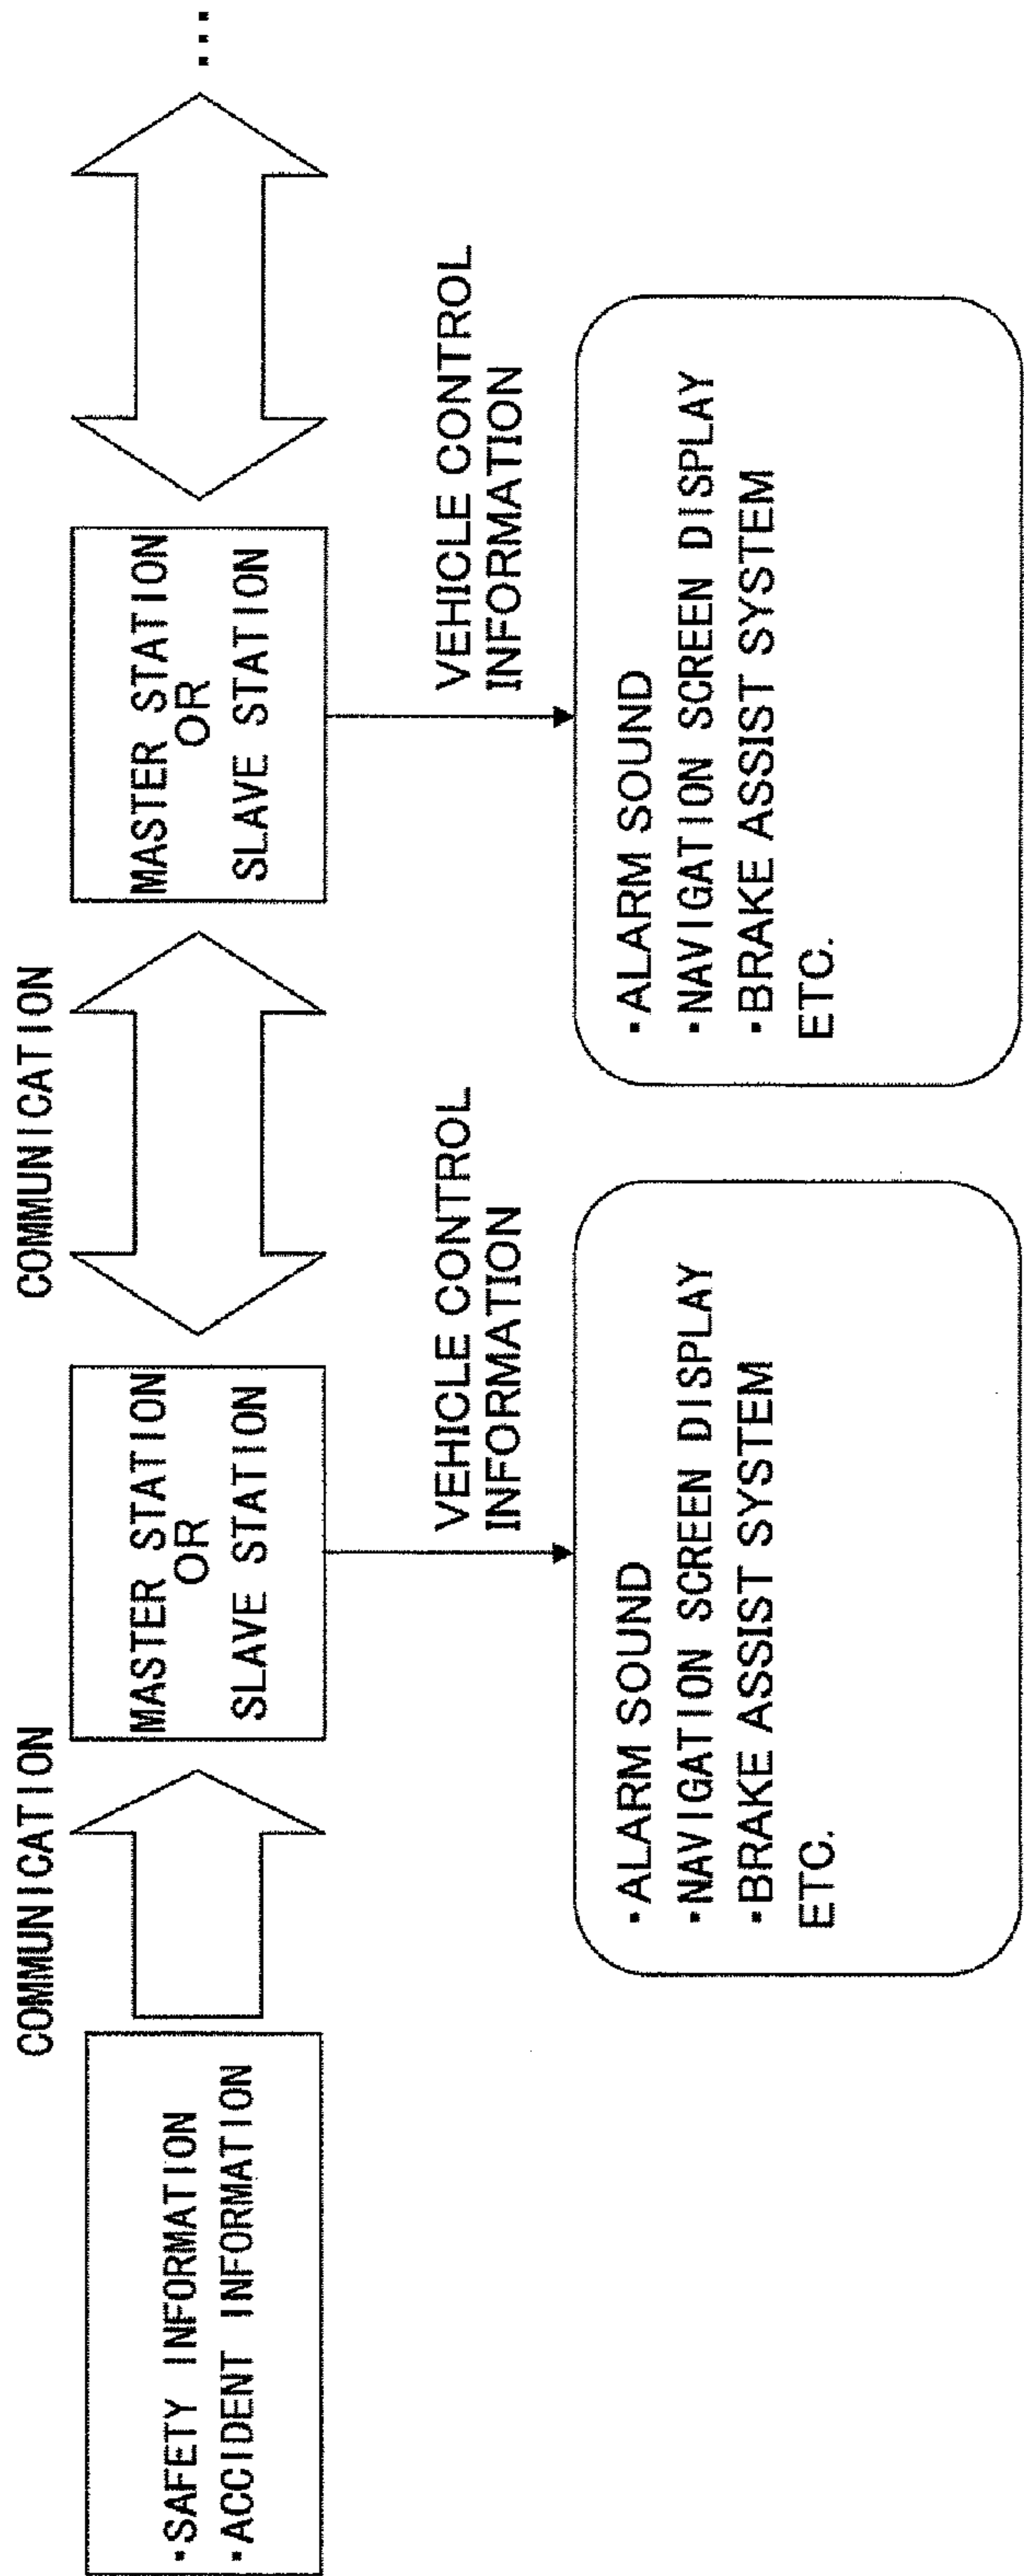 COMMUNICATION
COMMUNICATION
・SAFETY INFORMATION
・ACCIDENT INFORMATION
MASTER STATION
OR
SLAVE STATION
MASTER STATION
OR
SLAVE STATION
...
VEHICLE CONTROL
INFORMATION
VEHICLE CONTROL
INFORMATION
・ALARM SOUND
・NAVIGATION SCREEN DISPLAY
・BRAKE ASSIST SYSTEM
ETC.
・ALARM SOUND
・NAVIGATION SCREEN DISPLAY
・BRAKE ASSIST SYSTEM
ETC.